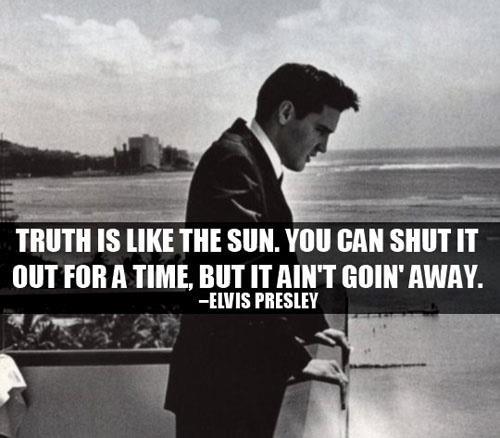 TRUTH IS LIKE THE SUN. YOU CAN SHUT IT
OUT FOR A TIME, BUT IT AIN'T GOIN' AWAY.
–ELVIS PRESLEY